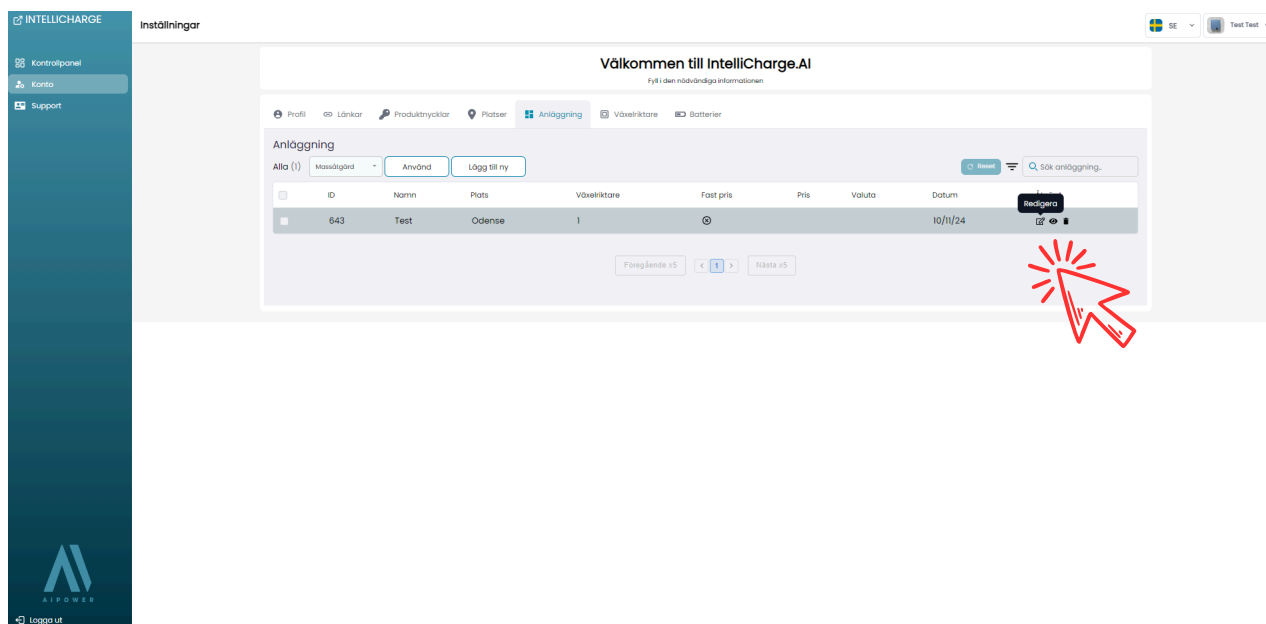 INTELLICHARGE
Inställningar
SE
Test Test
Kontrollpanel
Konto
Support
Välkommen till IntelliCharge.AI
Fyll i den nödvändiga informationen
Profil
Länkar
Produktnycklar
Platser
Anläggning
Växelriktare
Batterier
Anläggning
Alla (1)
Massåtgärd
Använd
Lägg till ny
Reset
Sök anläggning..
ID Namn Plats Växelriktare Fast pris Pris Valuta Datum
Redigera
643 Test Odense 1 10/11/24
Föregående x5
< 1 >
Nästa x5
AIPOWER
Logga ut